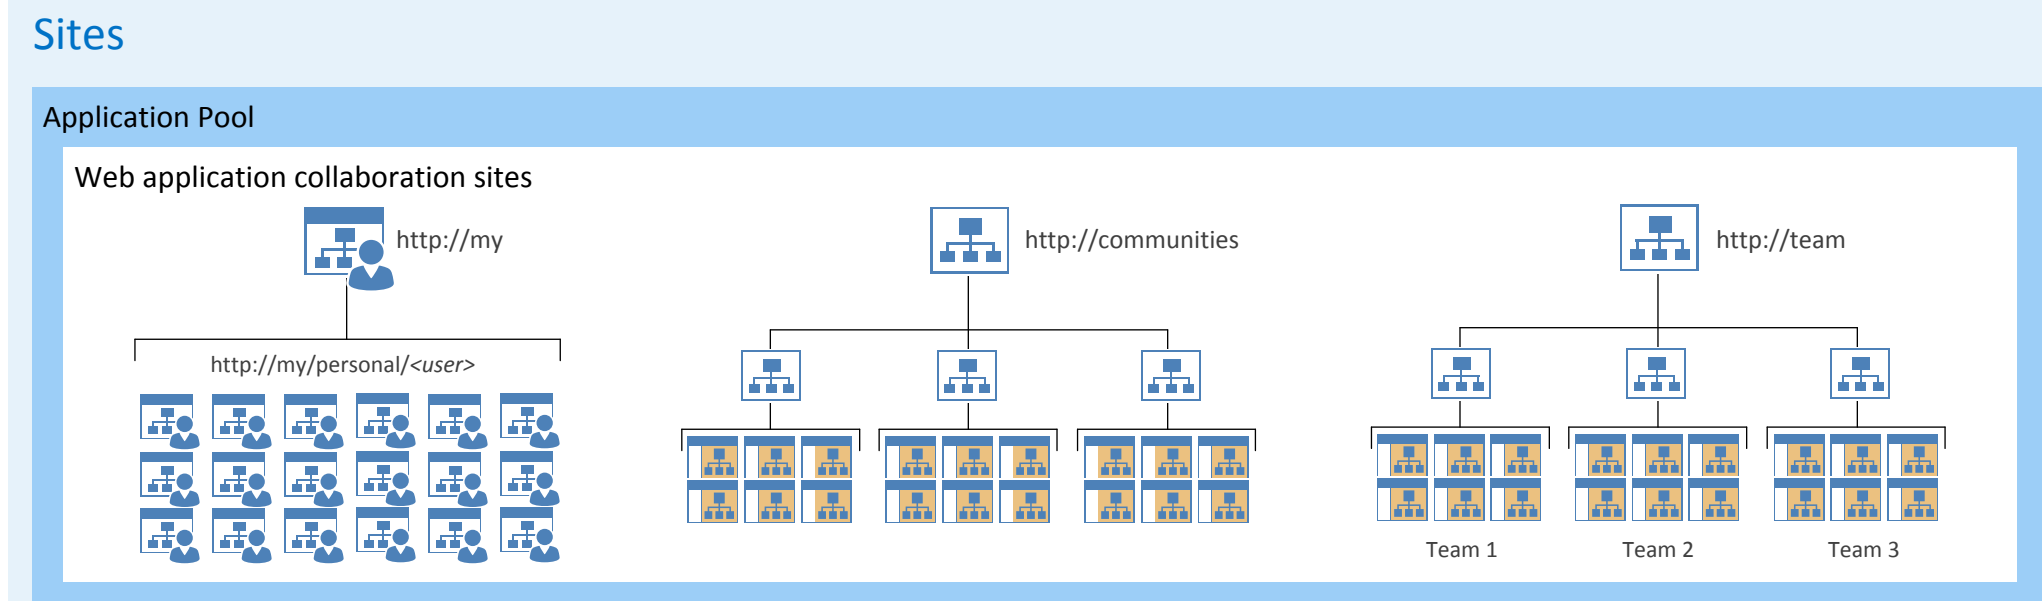 Sites
Application Pool
Web application collaboration sites
http://my
http://communities
http://team
http://my/personal/<user>
Team 1
Team 2
Team 3